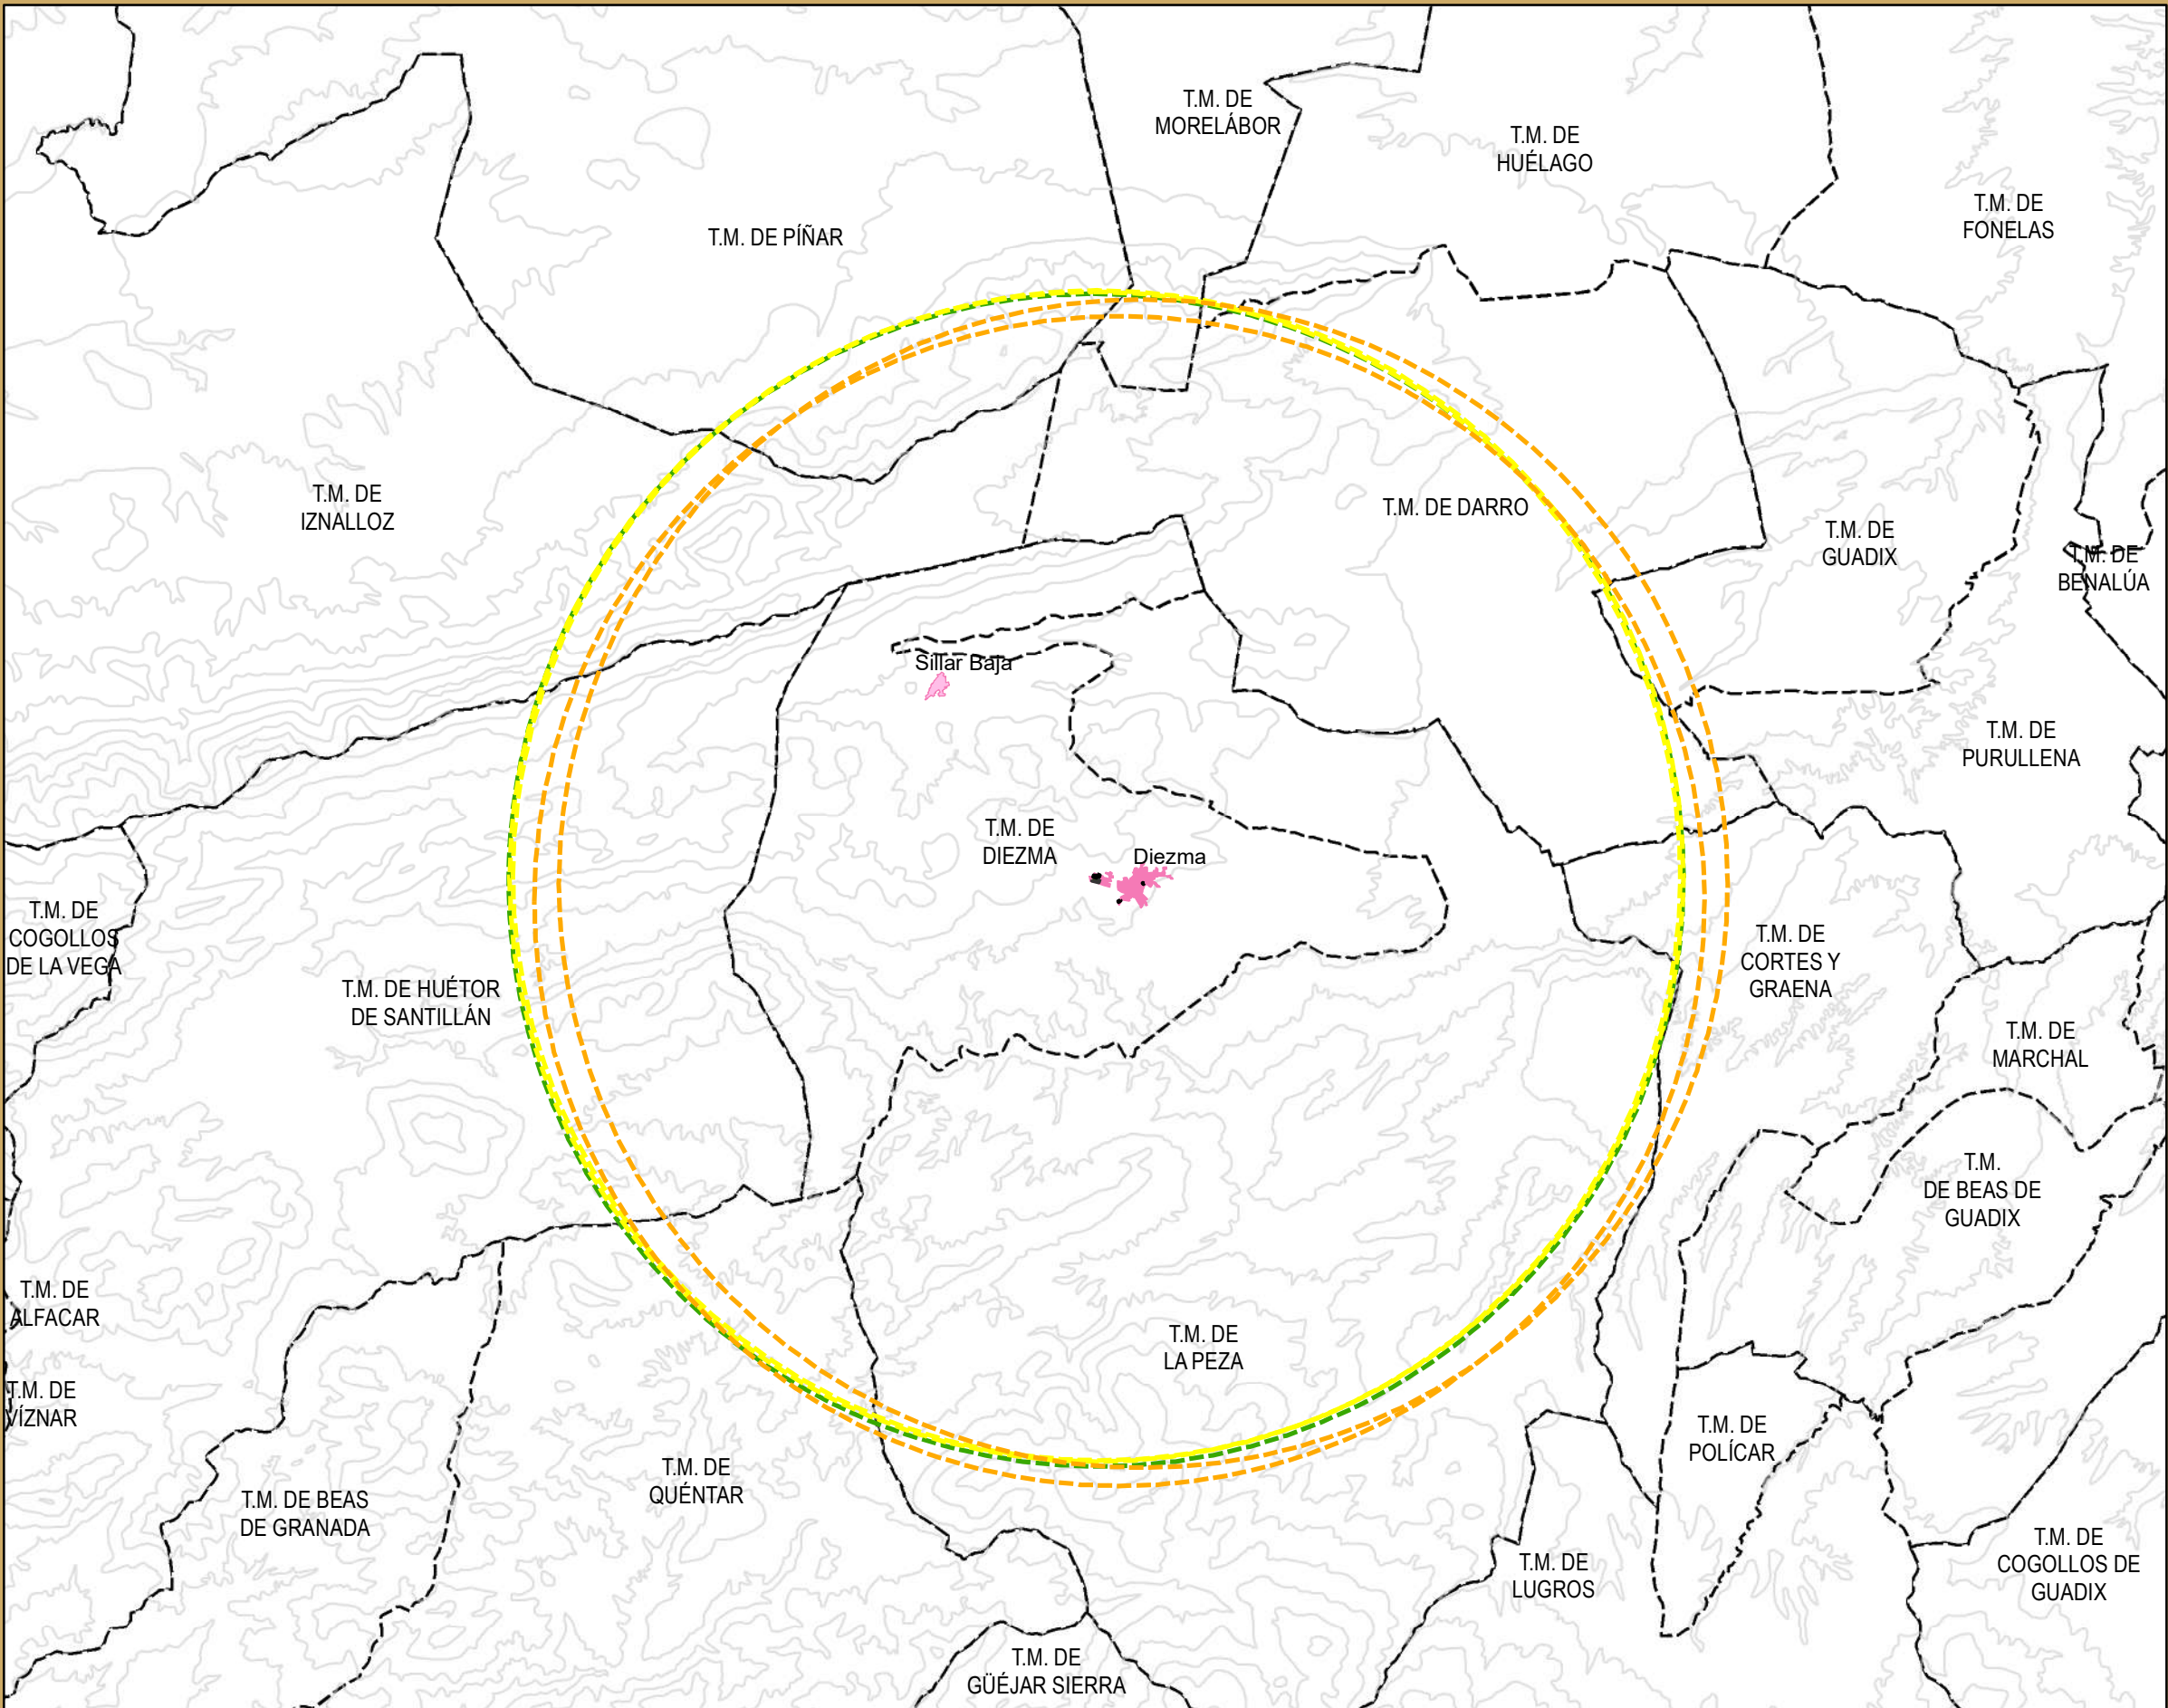 T.M. DE
MORELÁBOR
T.M. DE
HUÉLAGO
T.M. DE
FONELAS
T.M. DE PÍÑAR
T.M. DE
IZNALLOZ
T.M. DE DARRO
T.M. DE
GUADIX
T.M. DE
BENALÚA
Sillar Baja
T.M. DE
PURULLENA
T.M. DE
DIEZMA
Diezma
T.M. DE
COGOLLOS
DE LA VEGA
T.M. DE HUÉTOR
DE SANTILLÁN
T.M. DE
CORTES Y
GRAENA
T.M. DE
MARCHAL
T.M.
DE BEAS DE
GUADIX
T.M. DE
ALFACAR
T.M. DE
LA PEZA
T.M. DE
VÍZNAR
T.M. DE
POLÍCAR
T.M. DE
QUÉNTAR
T.M. DE BEAS
DE GRANADA
T.M. DE
LUGROS
T.M. DE
COGOLLOS DE
GUADIX
T.M. DE
GÜÉJAR SIERRA